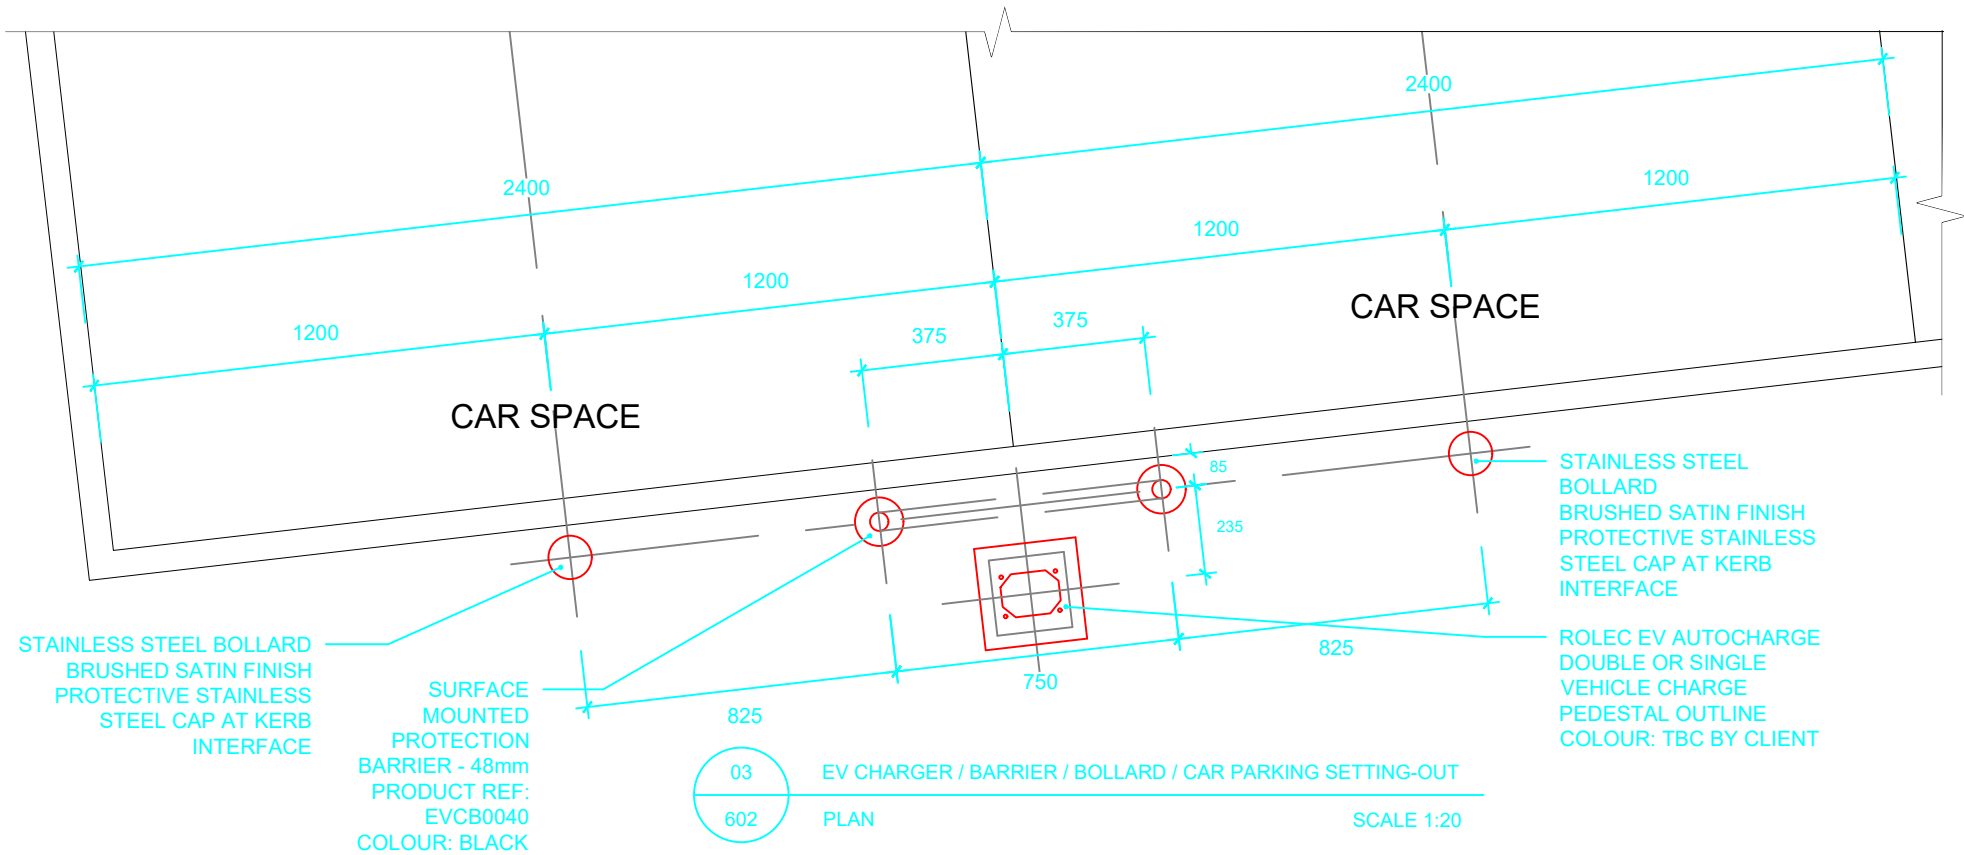 2400
2400
1200
1200
1200
1200
375
375
CAR SPACE
CAR SPACE
85
235
STAINLESS STEEL
BOLLARD
BRUSHED SATIN FINISH
PROTECTIVE STAINLESS
STEEL CAP AT KERB
INTERFACE
STAINLESS STEEL BOLLARD
BRUSHED SATIN FINISH
PROTECTIVE STAINLESS
STEEL CAP AT KERB
INTERFACE
SURFACE
MOUNTED
PROTECTION
BARRIER - 48mm
PRODUCT REF:
EVCB0040
COLOUR: BLACK
825
750
825
ROLEC EV AUTOCHARGE
DOUBLE OR SINGLE
VEHICLE CHARGE
PEDESTAL OUTLINE
COLOUR: TBC BY CLIENT
03
EV CHARGER / BARRIER / BOLLARD / CAR PARKING SETTING-OUT
602
PLAN
SCALE 1:20